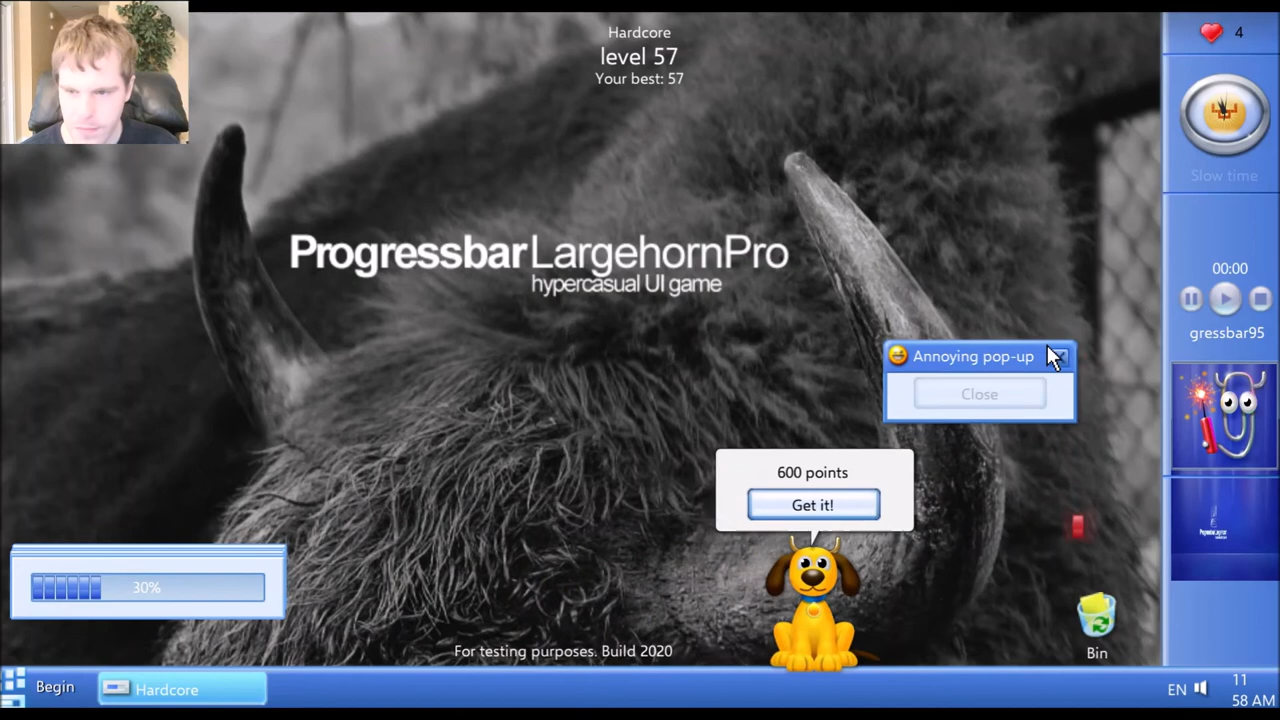 Hardcore
level 57
Your best: 57
4
Slow time
ProgressbarLargehornPro
hypercasual UI game
00:00
gressbar95
Annoying pop-up
Close
600 points
Get it!
30%
Bin
For testing purposes. Build 2020
Begin
Hardcore
EN
11
58 AM